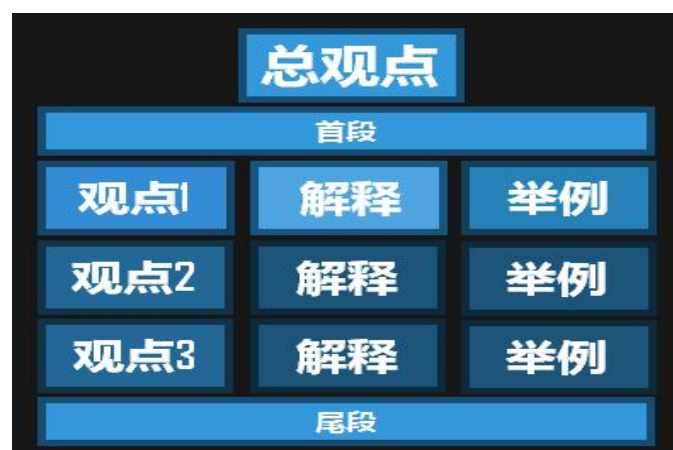 总观点
首段
观点1 解释 举例
观点2 解释 举例
观点3 解释 举例
尾段